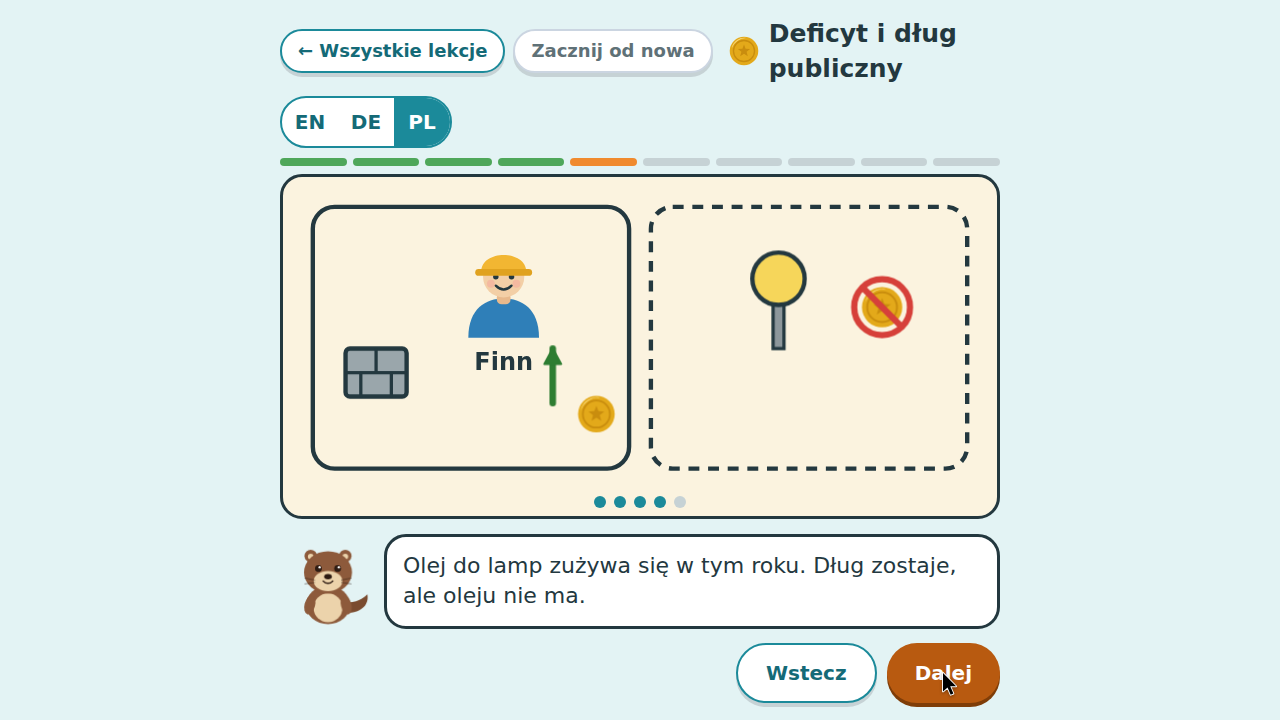 ← Wszystkie lekcje
Zacznij od nowa
Deficyt i dług
publiczny
EN DE PL
Finn
Olej do lamp zużywa się w tym roku. Dług zostaje,
ale oleju nie ma.
Wstecz
Dalej